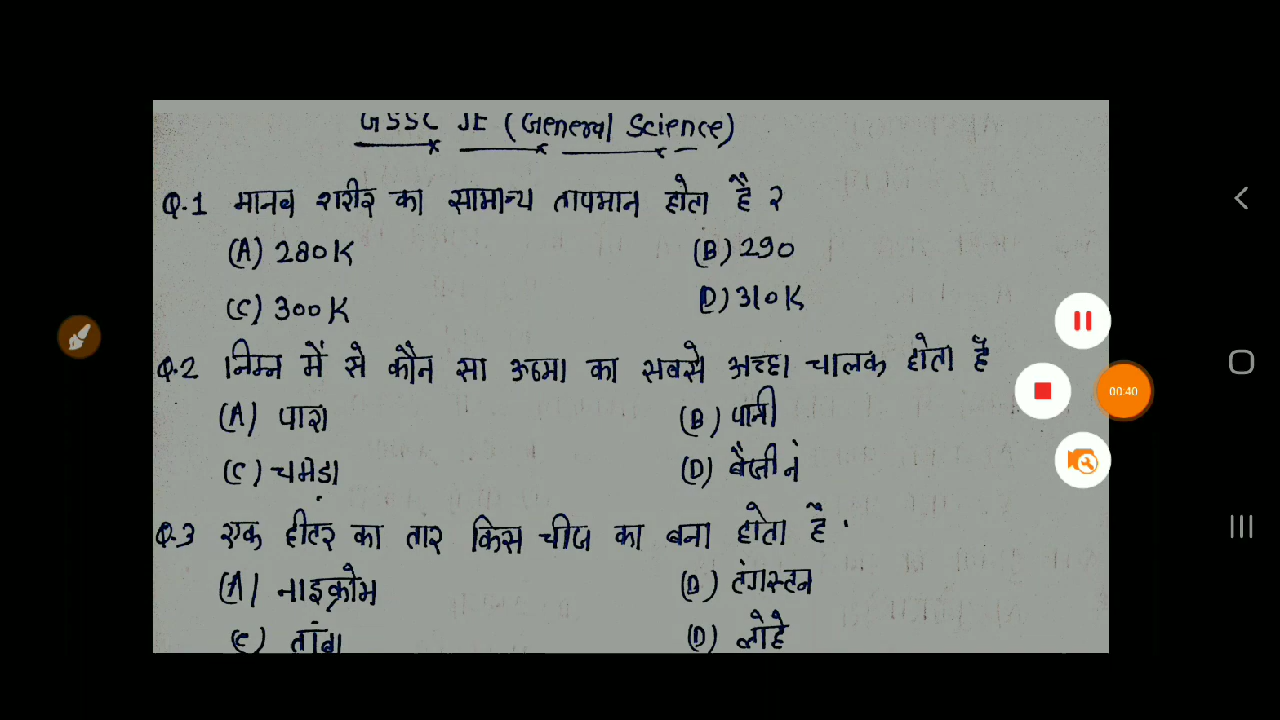 GSSC JE (General Science)
Q.1 मानव शरीर का सामान्य तापमान होता है ?
(A) 280K (B) 290
(C) 300K (D) 310K
Q.2 निम्न में से कौन सा ऊष्मा का सबसे अच्छा चालक होता है
(A) पारा (B) पानी
(C) चमड़ा (D)
Q.3 एक हीटर का तार किस चीज का बना होता है
(A) नाइक्रोम (B) टंगस्टन
(C) तांबा (D) लोहे
00:40